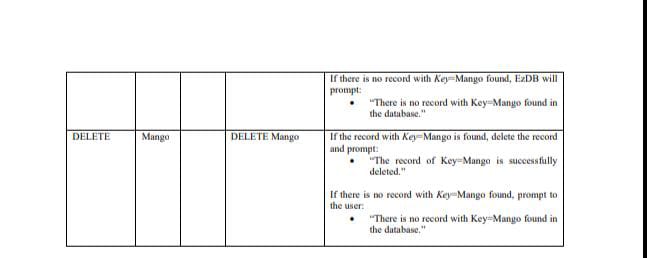 If there is no record with Key=Mango found, EzDB will
prompt:
• "There is no record with Key=Mango found in
the database."
DELETE Mango DELETE Mango If the record with Key=Mango is found, delete the record
and prompt:
• "The record of Key=Mango is successfully
deleted."
If there is no record with Key=Mango found, prompt to
the user:
• "There is no record with Key=Mango found in
the database."